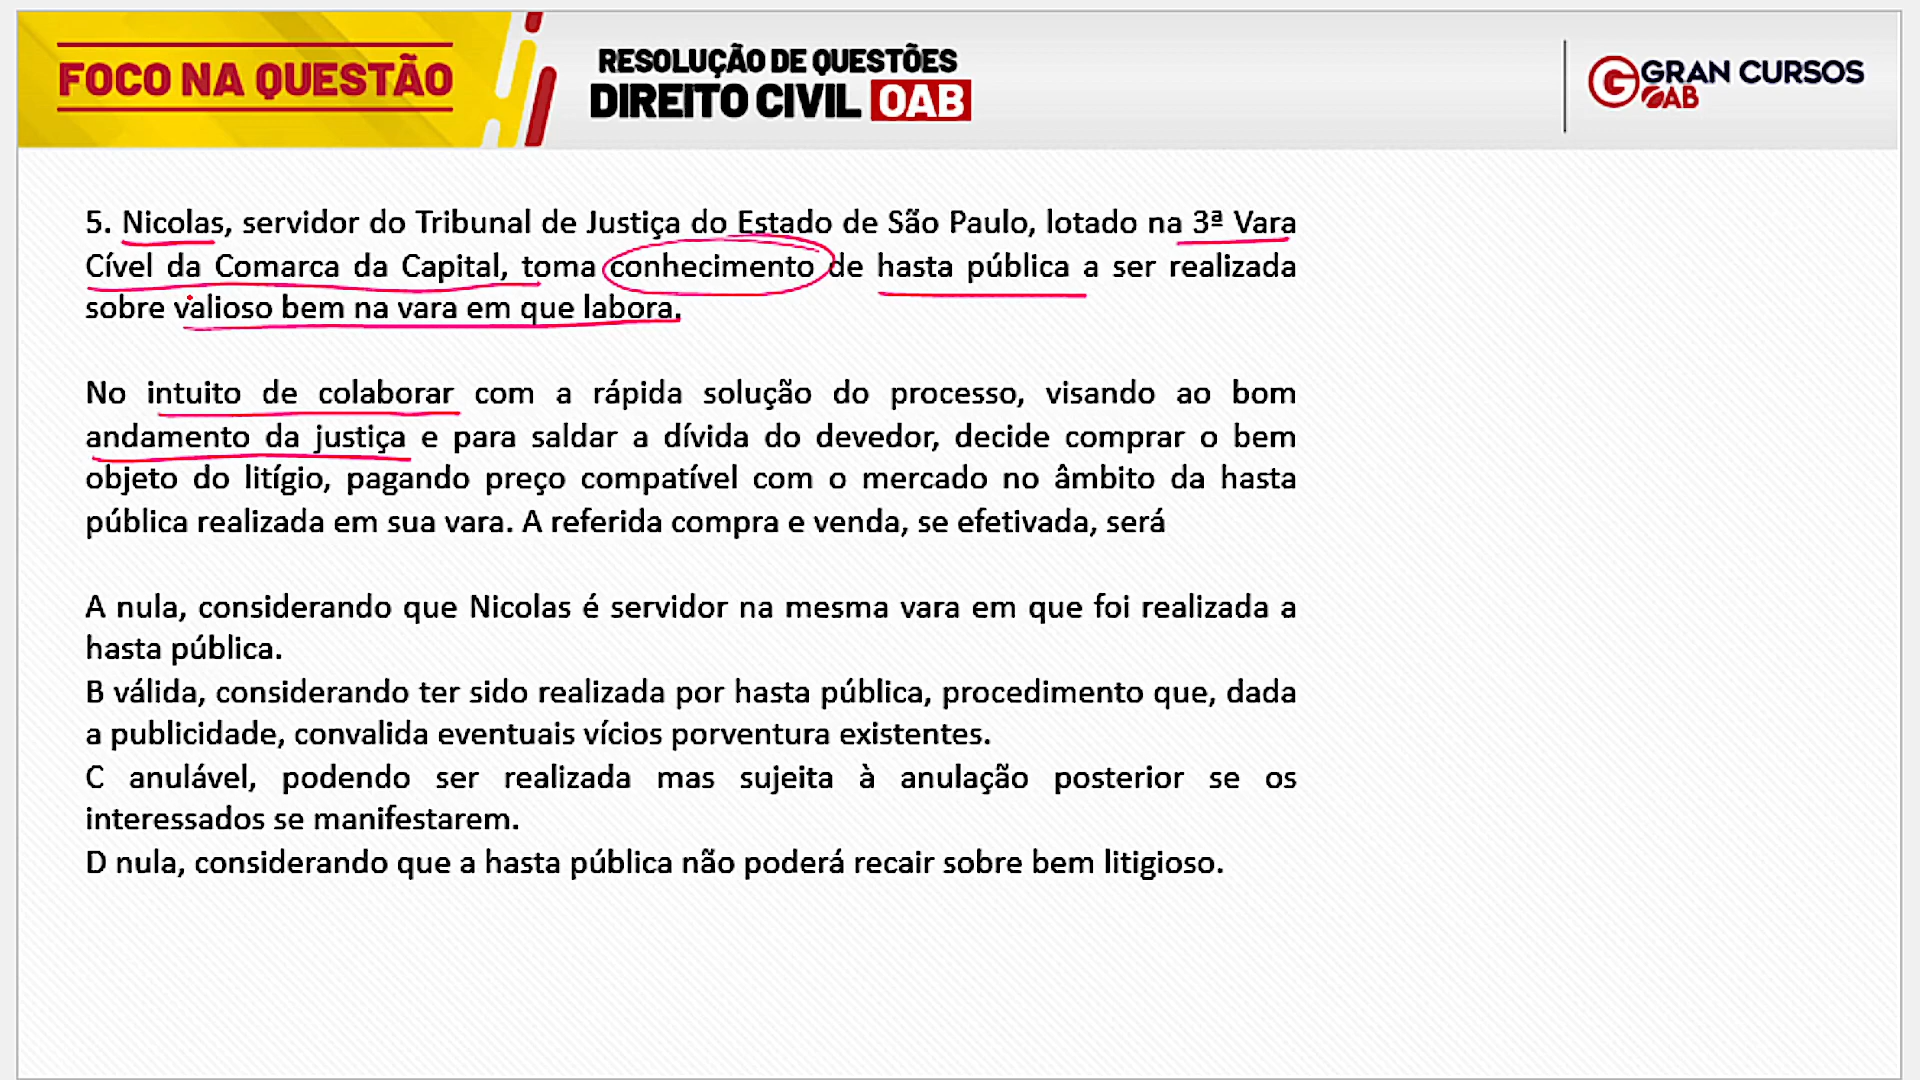 FOCO NA QUESTÃO
RESOLUÇÃO DE QUESTÕES
DIREITO CIVIL OAB
GRAN CURSOS
OAB
5. Nicolas, servidor do Tribunal de Justiça do Estado de São Paulo, lotado na 3ª Vara
Cível da Comarca da Capital, toma conhecimento de hasta pública a ser realizada
sobre valioso bem na vara em que labora.
No intuito de colaborar com a rápida solução do processo, visando ao bom
andamento da justiça e para saldar a dívida do devedor, decide comprar o bem
objeto do litígio, pagando preço compatível com o mercado no âmbito da hasta
pública realizada em sua vara. A referida compra e venda, se efetivada, será
A nula, considerando que Nicolas é servidor na mesma vara em que foi realizada a
hasta pública.
B válida, considerando ter sido realizada por hasta pública, procedimento que, dada
a publicidade, convalida eventuais vícios porventura existentes.
C anulável, podendo ser realizada mas sujeita à anulação posterior se os
interessados se manifestarem.
D nula, considerando que a hasta pública não poderá recair sobre bem litigioso.